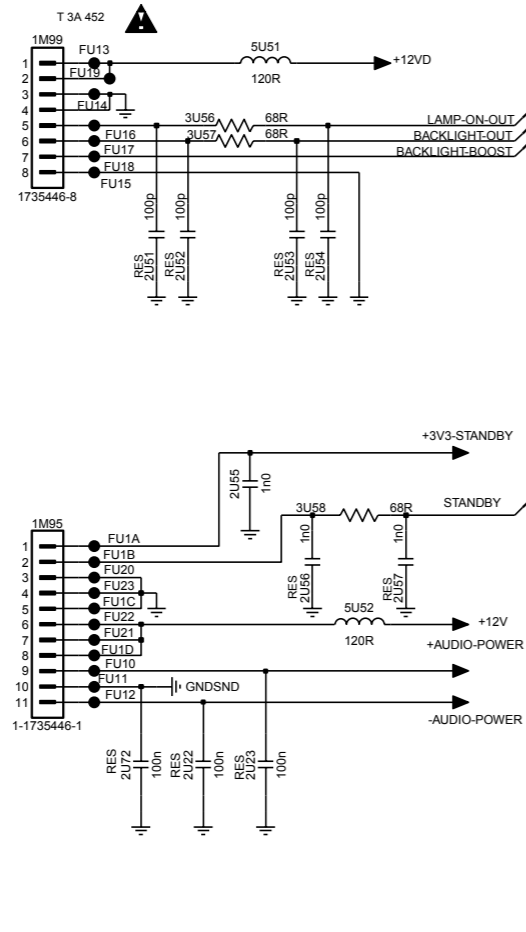 T 3A 452
1M99
FU13
5U51
+12VD
1
2
FU19
120R
3
4
FU14
5
3U56
68R
LAMP-ON-OUT
6
FU16
3U57
68R
BACKLIGHT-OUT
7
FU17
BACKLIGHT-BOOST
8
FU18
FU15
1735446-8
100p
100p
100p
100p
RES
2U51
RES
2U52
RES
2U53
RES
2U54
+3V3-STANDBY
2U55
1n0
STANDBY
1M95
3U58
68R
1
FU1A
1n0
1n0
2
FU1B
3
FU20
4
FU23
RES
2U56
RES
2U57
5
FU1C
5U52
6
FU22
+12V
7
FU21
120R
+AUDIO-POWER
8
FU1D
9
FU10
10
FU11
GNDSND
11
FU12
1-1735446-1
-AUDIO-POWER
RES
2U72
100n
RES
2U22
100n
RES
2U23
100n